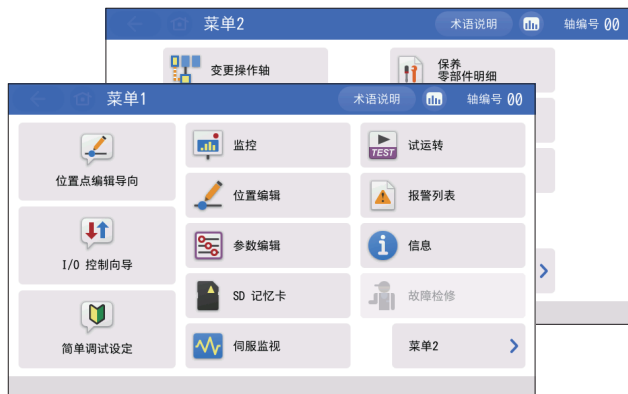 菜单2
术语说明
轴编号 00
变更操作轴
保养
零部件明细
菜单1
术语说明
轴编号 00
位置点编辑导向
I/O 控制向导
简单调试设定
监控
位置编辑
参数编辑
SD 记忆卡
伺服监视
TEST
试运转
报警列表
信息
故障检修
菜单2